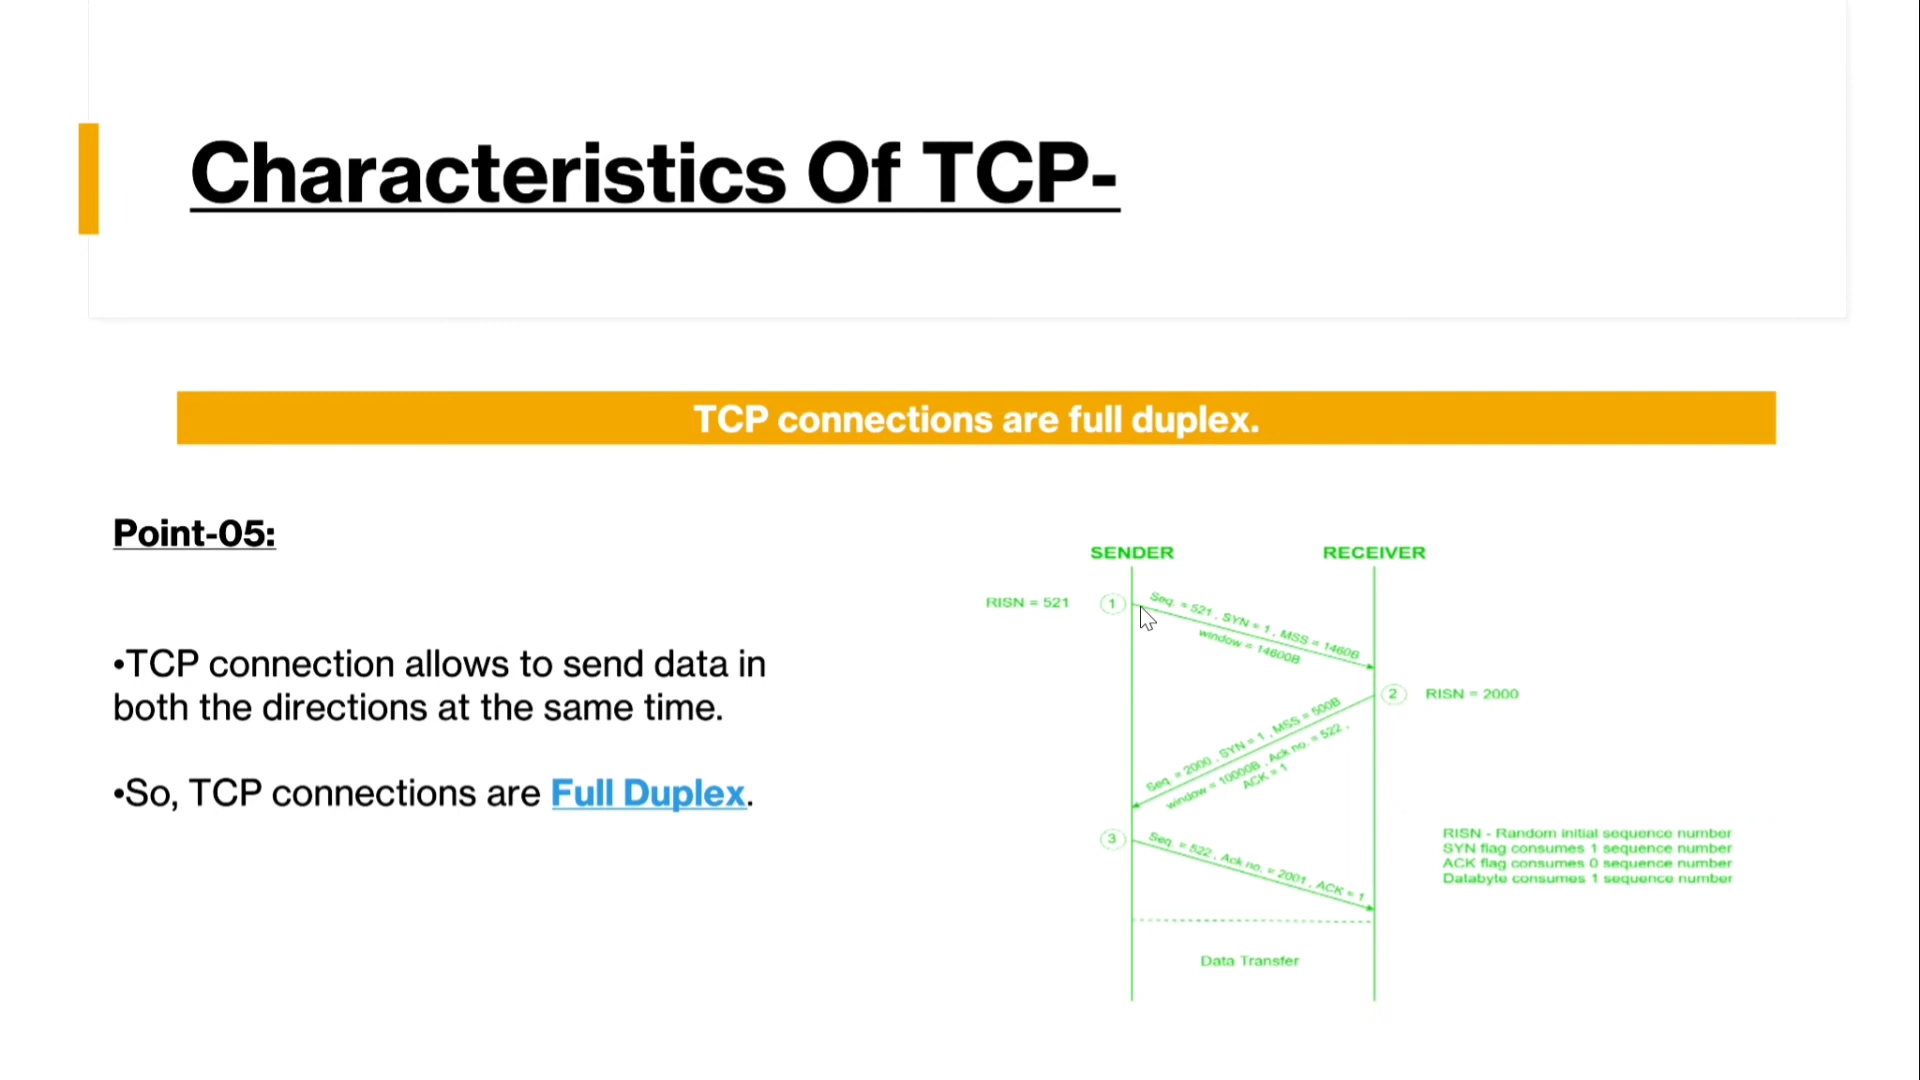 Characteristics Of TCP-
TCP connections are full duplex.
Point-05:
•TCP connection allows to send data in
both the directions at the same time.
•So, TCP connections are Full Duplex.
SENDER
RECEIVER
RISN = 521
1
Seq. = 521 , SYN = 1 , MSS = 1460B
window = 14600B
2
RISN = 2000
Seq. = 2000 , SYN = 1 , MSS = 500B
window = 10000B , Ack no. = 522 ,
ACK = 1
3
Seq. = 522 , Ack no. = 2001 , ACK = 1
RISN - Random initial sequence number
SYN flag consumes 1 sequence number
ACK flag consumes 0 sequence number
Databyte consumes 1 sequence number
Data Transfer